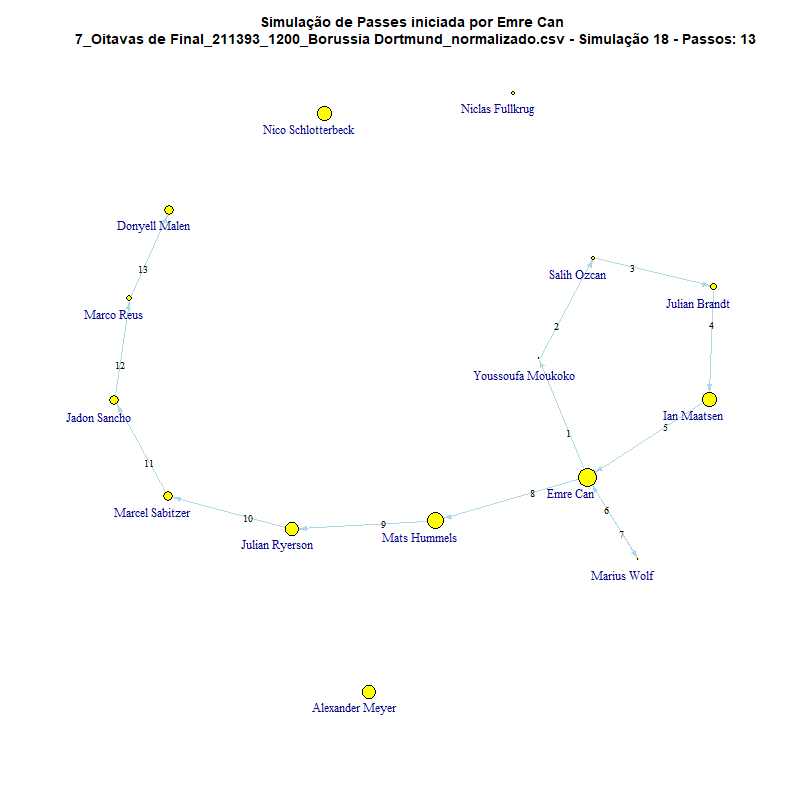 Simulação de Passes iniciada por Emre Can
7_Oitavas de Final_211393_1200_Borussia Dortmund_normalizado.csv - Simulação 18 - Passos: 13
Niclas Fullkrug
Nico Schlotterbeck
Donyell Malen
13
Salih Ozcan
3
Julian Brandt
Marco Reus
2
4
12
Youssoufa Moukoko
Jadon Sancho
Ian Maatsen
1
5
11
Emre Can
8
Marcel Sabitzer
6
10
9
7
Julian Ryerson
Mats Hummels
Marius Wolf
Alexander Meyer